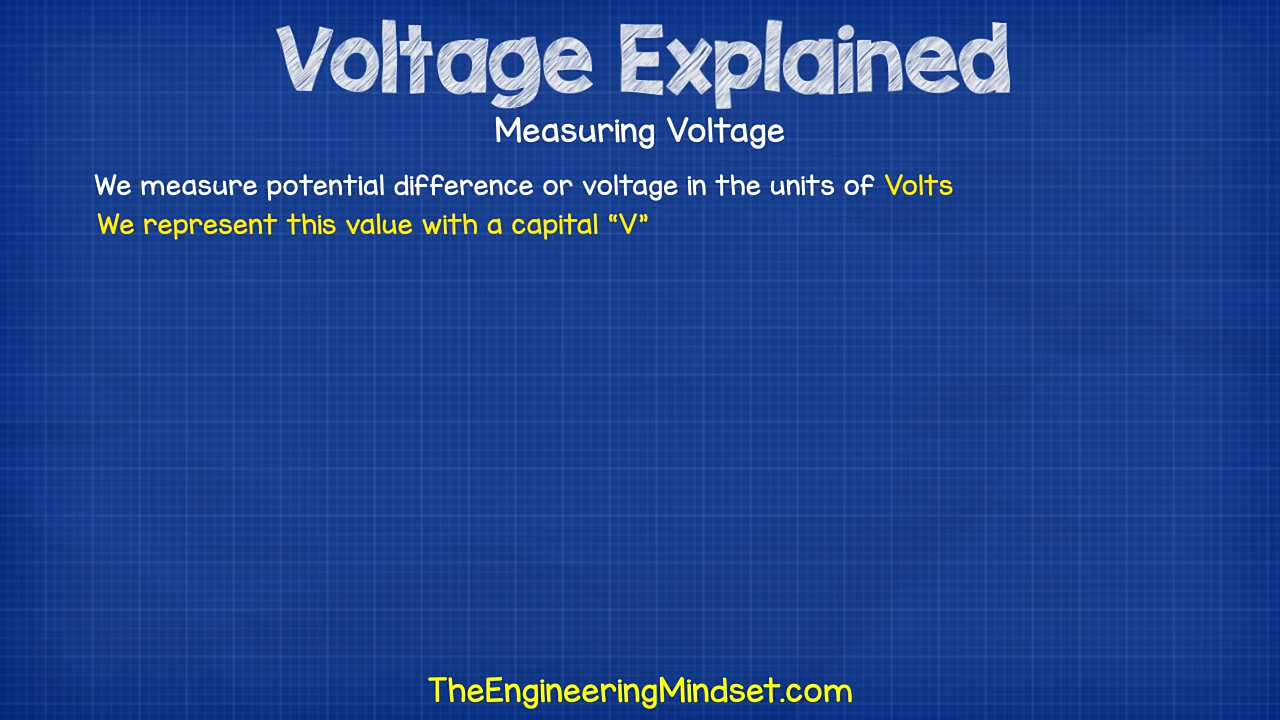 Voltage Explained
Measuring Voltage
We measure potential difference or voltage in the units of Volts
We represent this value with a capital “V”
TheEngineeringMindset.com